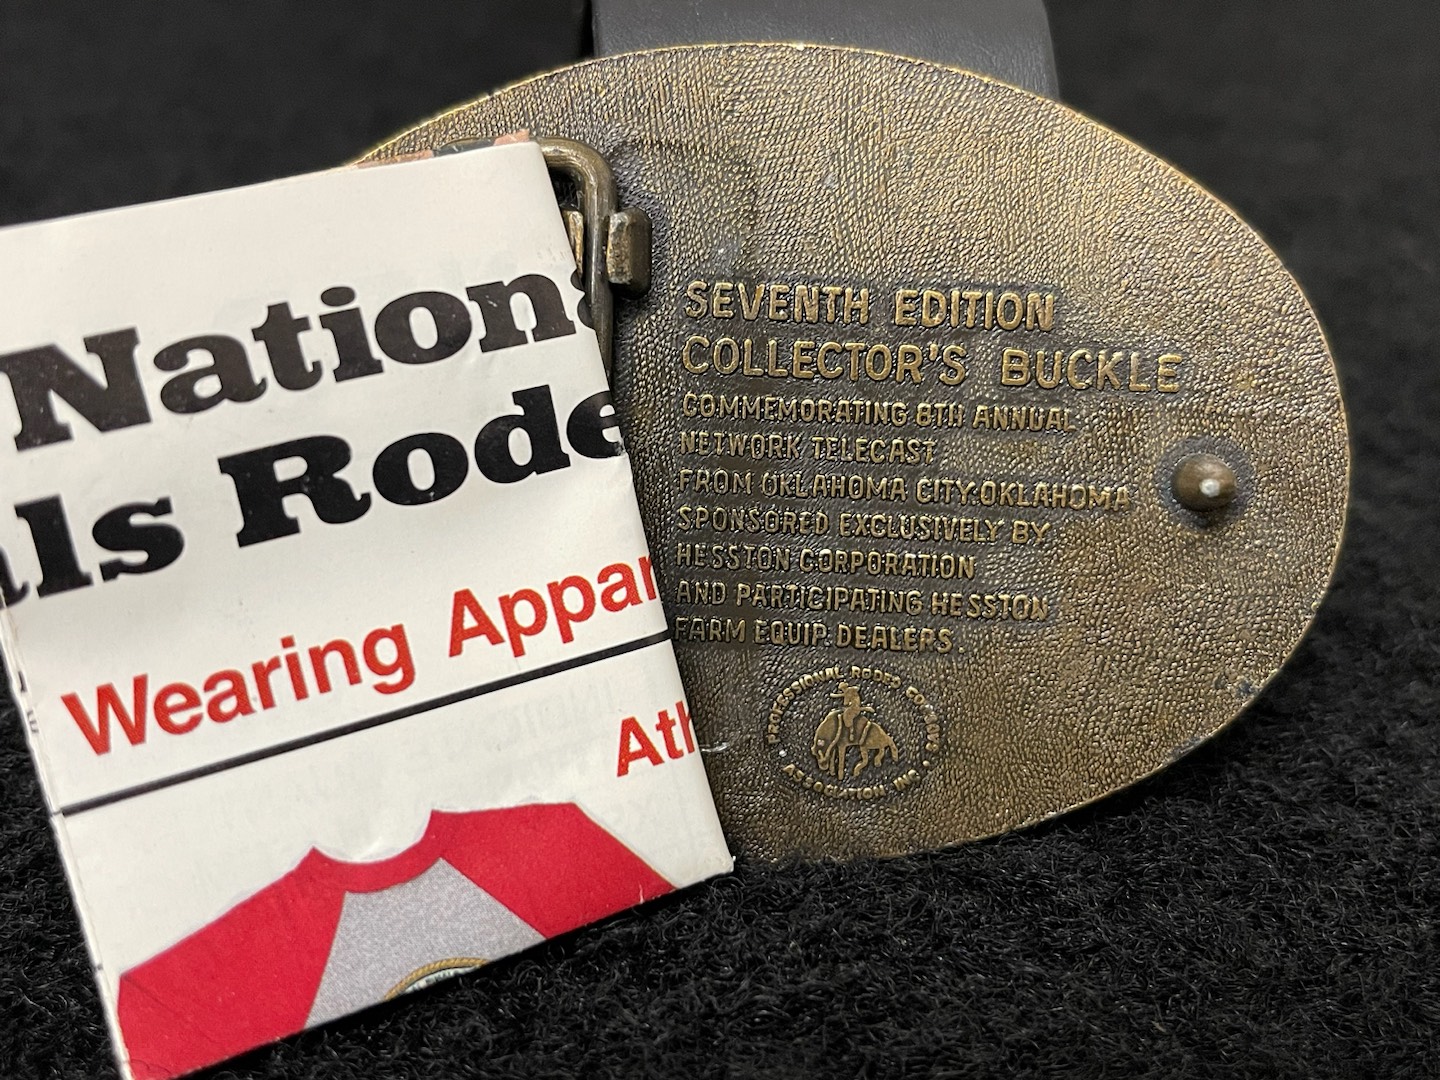 Nation
als Rode
Wearing Appar
Ath
SEVENTH EDITION
COLLECTOR'S BUCKLE
COMMEMORATING 8TH ANNUAL
NETWORK TELECAST
FROM OKLAHOMA CITY·OKLAHOMA
SPONSORED EXCLUSIVELY BY
HESSTON CORPORATION
AND PARTICIPATING HESSTON
FARM EQUIP. DEALERS.
PROFESSIONAL RODEO COWBOYS
ASSOCIATION INC.